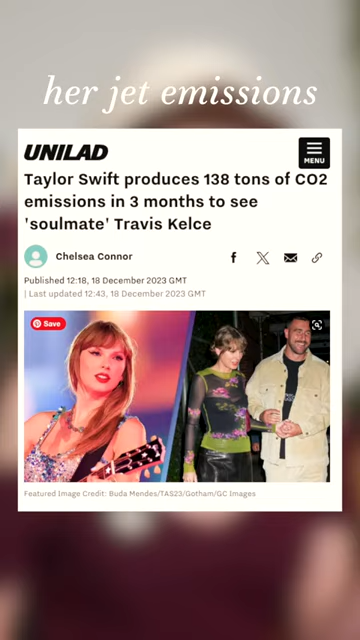 her jet emissions
UNILAD
MENU
Taylor Swift produces 138 tons of CO2
emissions in 3 months to see
'soulmate' Travis Kelce
Chelsea Connor
Published 12:18, 18 December 2023 GMT
| Last updated 12:43, 18 December 2023 GMT
Save
Featured Image Credit: Buda Mendes/TAS23/Gotham/GC Images